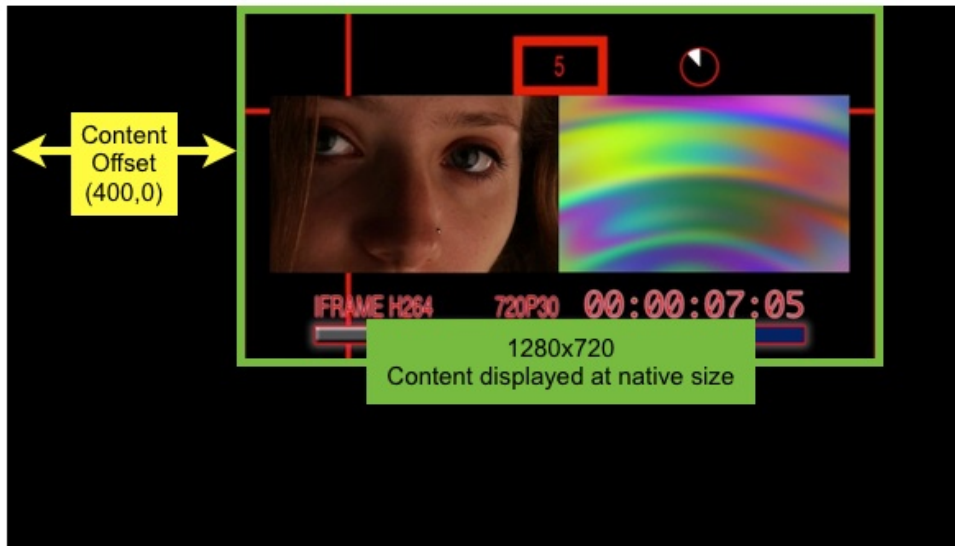 5
Content
Offset
(400,0)
IFRAME H264 720P30 00:00:07:05
1280x720
Content displayed at native size